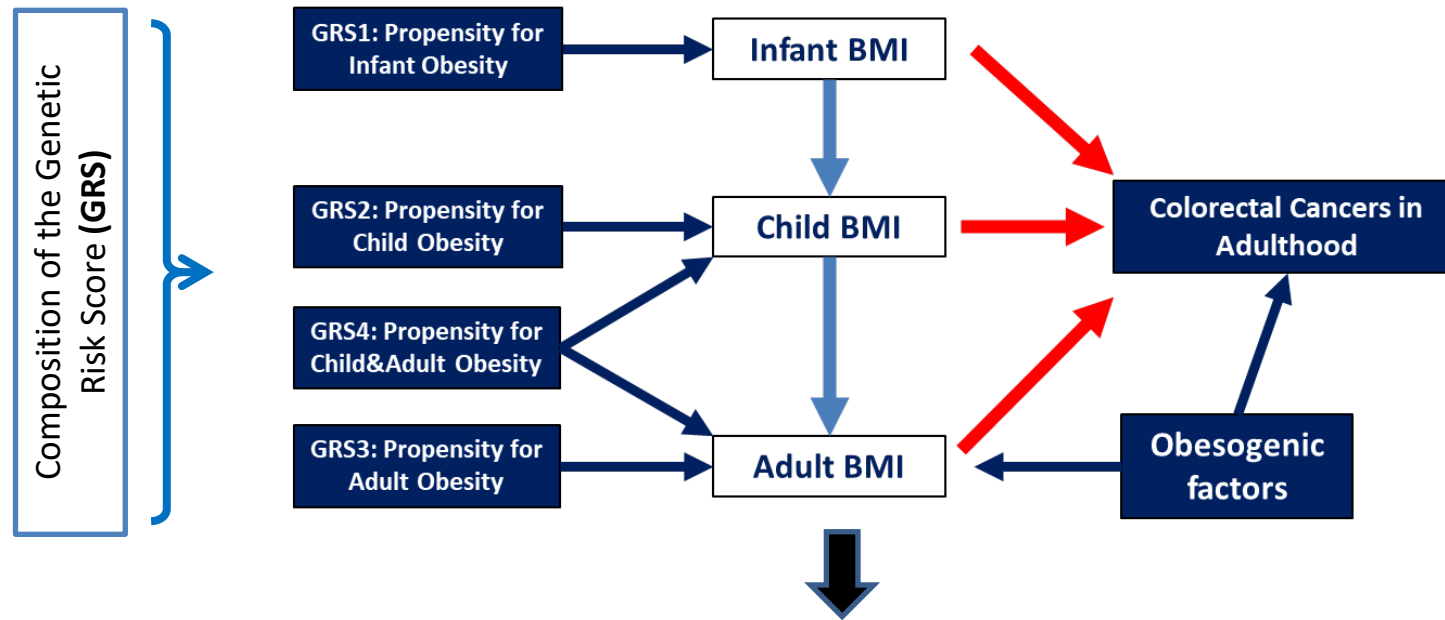 Composition of the Genetic
Risk Score (GRS)
GRS1: Propensity for
Infant Obesity
Infant BMI
GRS2: Propensity for
Child Obesity
Child BMI
Colorectal Cancers in
Adulthood
GRS4: Propensity for
Child&Adult Obesity
GRS3: Propensity for
Adult Obesity
Adult BMI
Obesogenic
factors